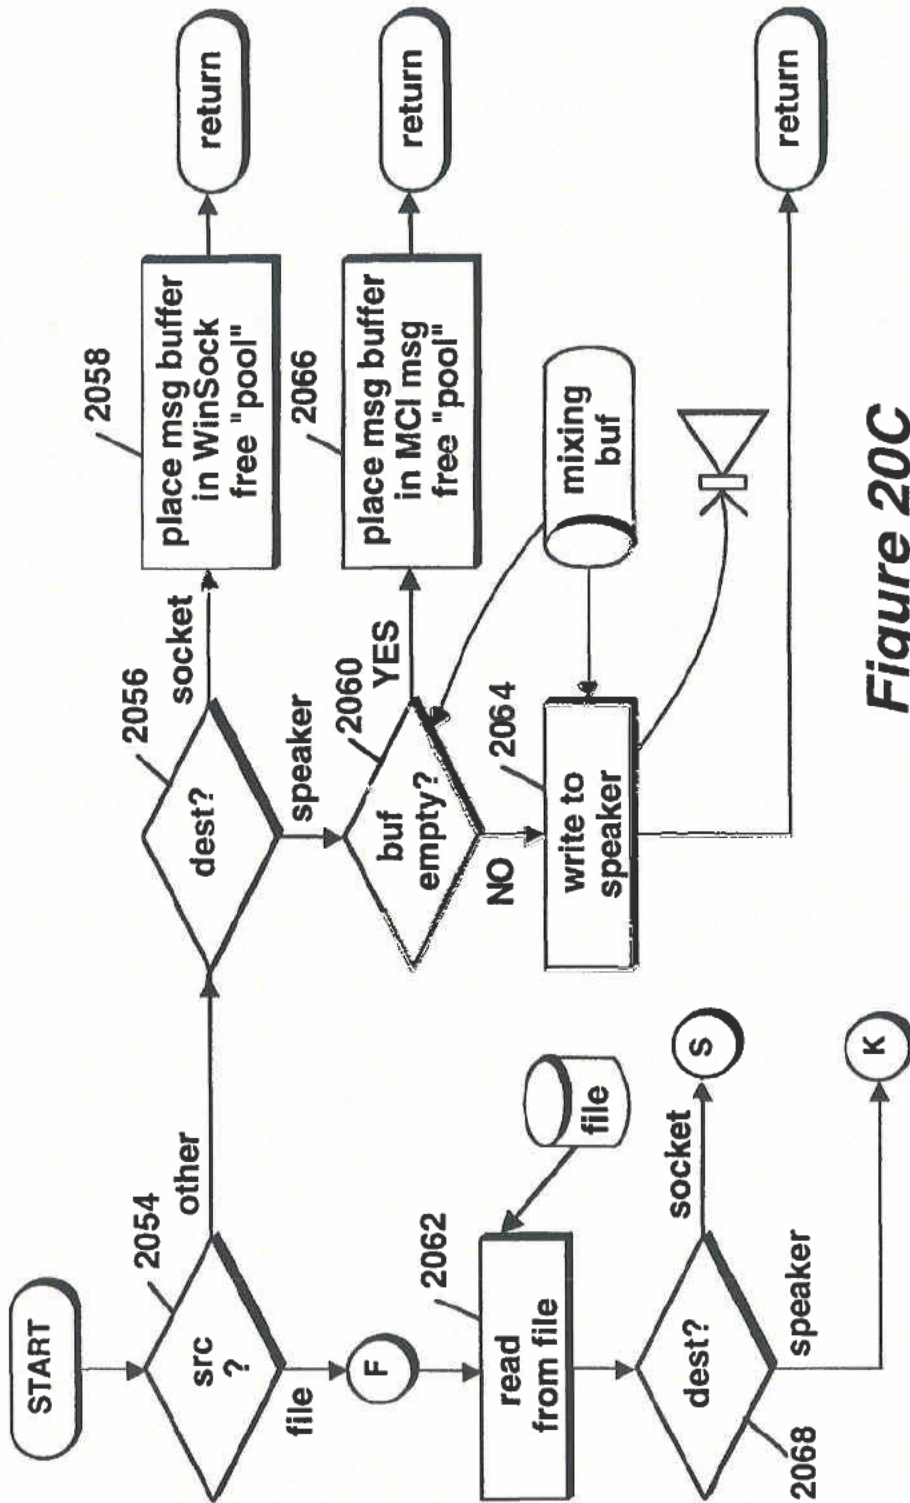 START
src
?
2054
other
file
F
read
from file
2062
file
dest?
2068
socket
S
speaker
K
dest?
2056
socket
place msg buffer
in WinSock
free "pool"
2058
return
speaker
buf
empty?
2060
YES
place msg buffer
in MCI msg
free "pool"
2066
return
NO
write to
speaker
2064
mixing
buf
return
Figure 20C